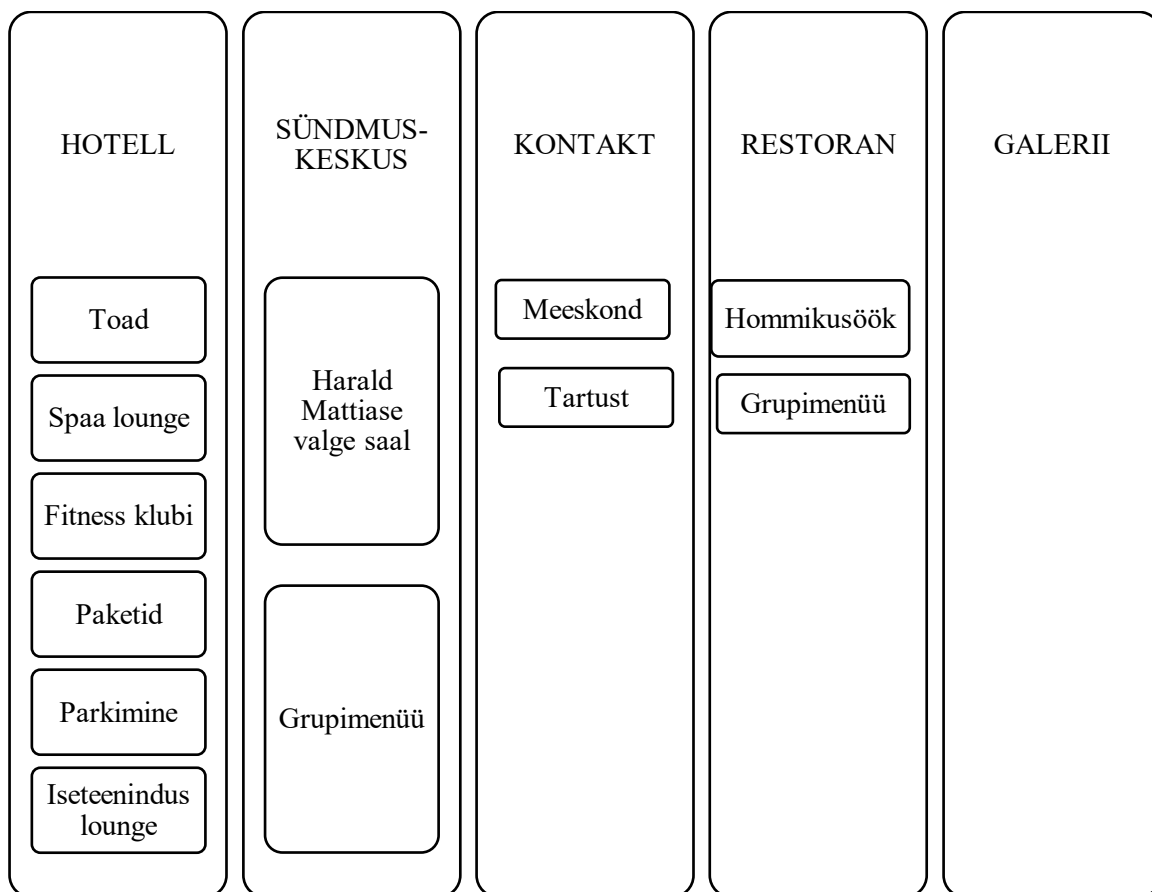 HOTELL
Toad
Spaa lounge
Fitness klubi
Paketid
Parkimine
Iseteenindus
lounge
SÜNDMUS-
KESKUS
Harald
Mattiase
valge saal
Grupimenüü
KONTAKT
Meeskond
Tartust
RESTORAN
Hommikusöök
Grupimenüü
GALERII